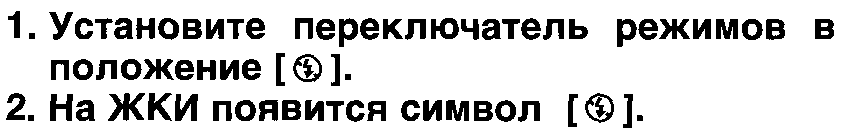 1. Установите переключатель режимов в
положение [ ].
2. На ЖКИ появится символ [ ].